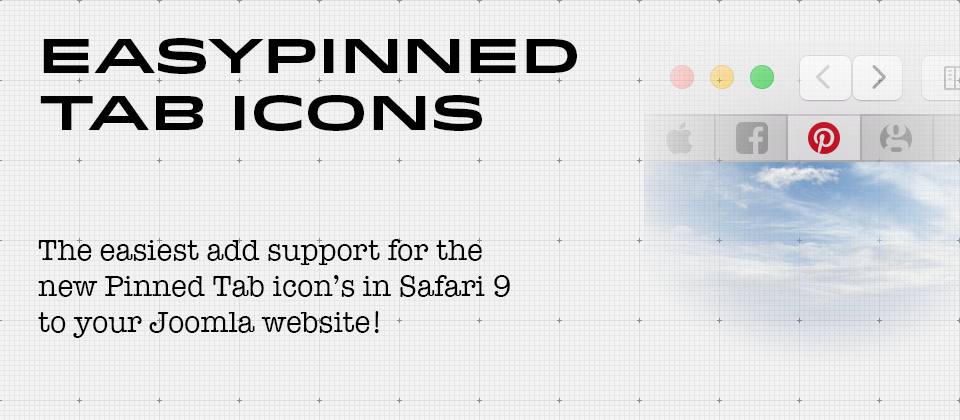 EASYPINNED
TAB ICONS
The easiest add support for the
new Pinned Tab icon’s in Safari 9
to your Joomla website!